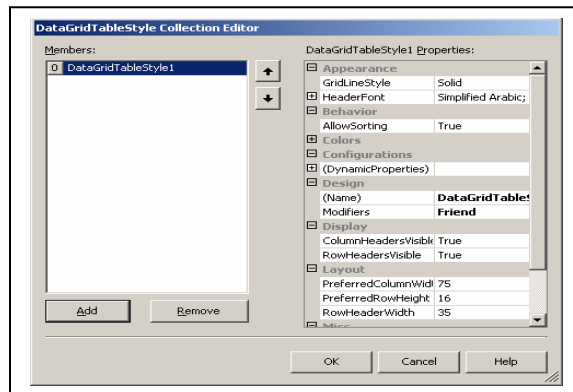 DataGridTableStyle Collection Editor
Members:
0 DataGridTableStyle1
Add
Remove
DataGridTableStyle1 Properties:
Appearance
GridLineStyle Solid
HeaderFont Simplified Arabic;
Behavior
AllowSorting True
Colors
Configurations
(DynamicProperties)
Design
(Name) DataGridTableS
Modifiers Friend
Display
ColumnHeadersVisible True
RowHeadersVisible True
Layout
PreferredColumnWid 75
PreferredRowHeight 16
RowHeaderWidth 35
Misc
OK
Cancel
Help